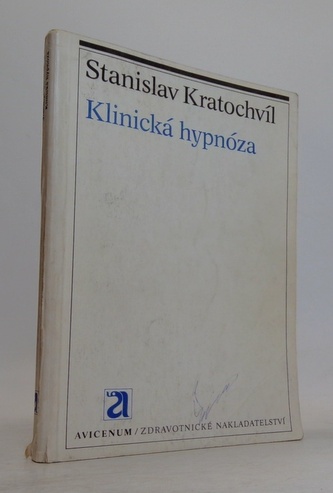 Stanislav Kratochvíl
Klinická hypnóza
a
AVICENUM / ZDRAVOTNICKÉ NAKLADATELSTVÍ